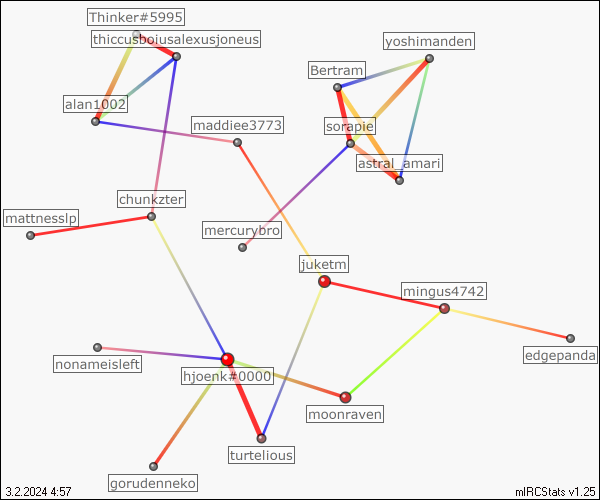 Thinker#5995
thiccusboiusalexusjoneus
yoshimanden
Bertram
alan1002
maddiee3773
sorapie
astral_amari
chunkzter
mattnesslp
mercurybro
juketm
mingus4742
edgepanda
nonameisleft
hjoenk#0000
moonraven
turtelious
gorudenneko
3.2.2024 4:57
mIRCStats v1.25